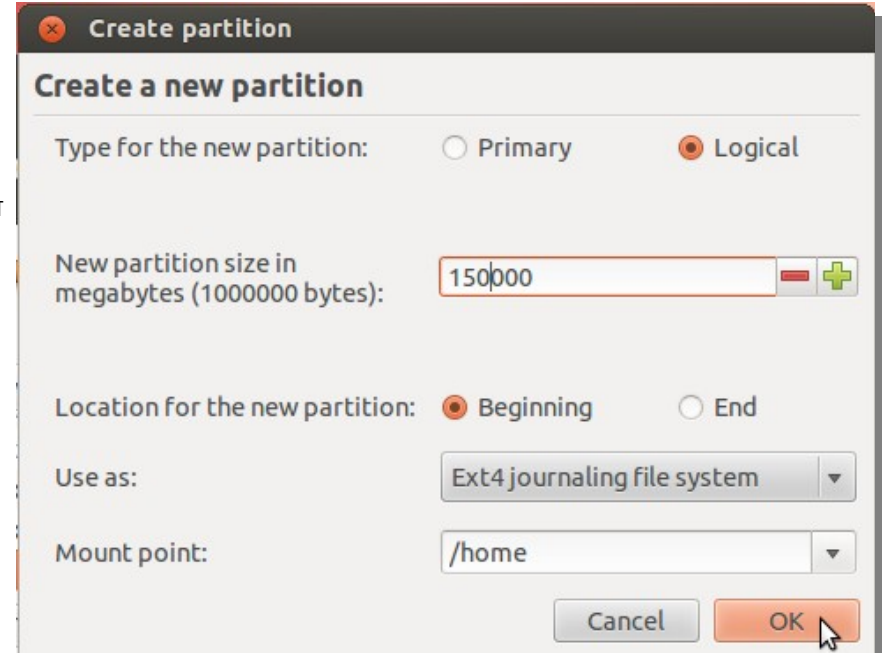 Create partition
Create a new partition
Type for the new partition: Primary Logical
New partition size in
megabytes (1000000 bytes): 150000
Location for the new partition: Beginning End
Use as: Ext4 journaling file system
Mount point: /home
Cancel OK